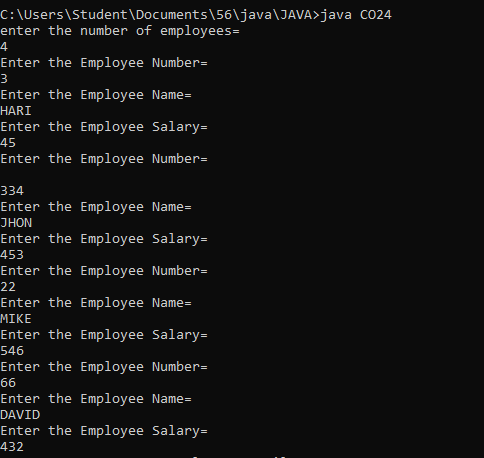 C:\Users\Student\Documents\56\java\JAVA>java CO24
enter the number of employees=
4
Enter the Employee Number=
3
Enter the Employee Name=
HARI
Enter the Employee Salary=
45
Enter the Employee Number=

334
Enter the Employee Name=
JHON
Enter the Employee Salary=
453
Enter the Employee Number=
22
Enter the Employee Name=
MIKE
Enter the Employee Salary=
546
Enter the Employee Number=
66
Enter the Employee Name=
DAVID
Enter the Employee Salary=
432